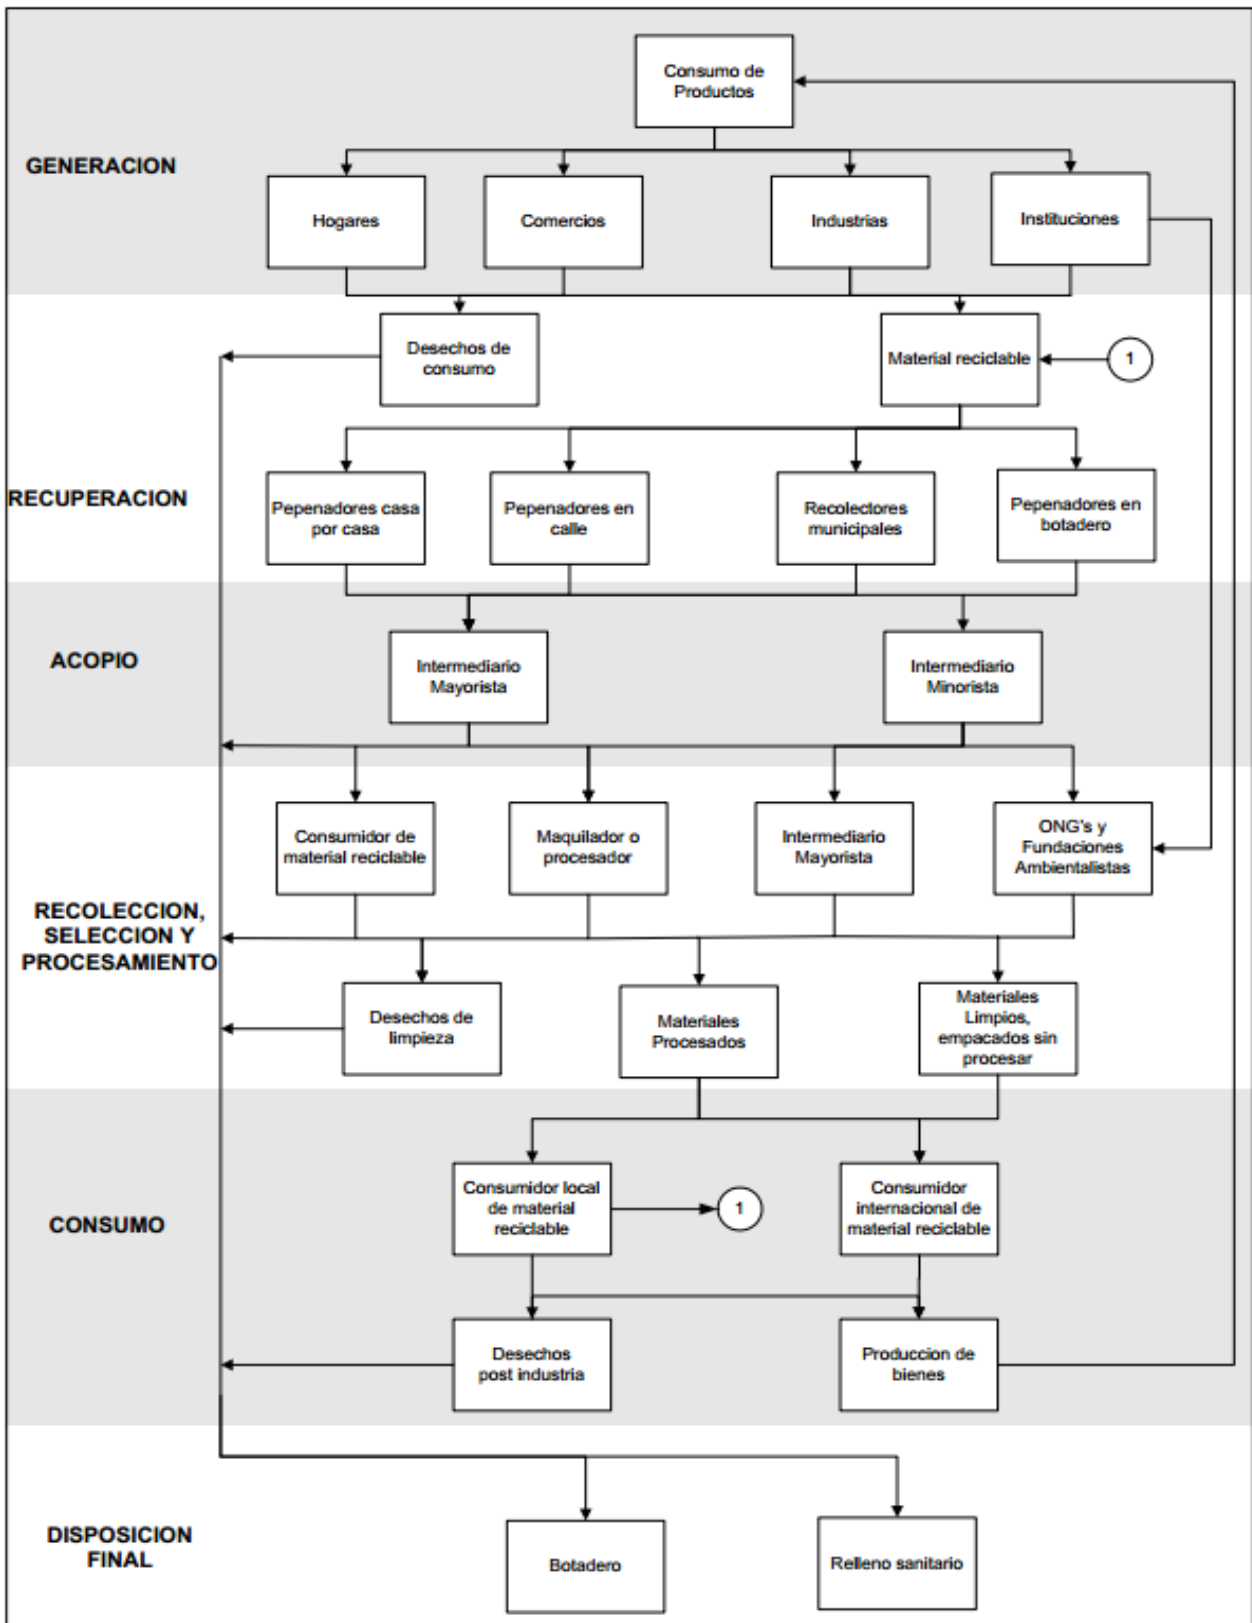 Consumo de
Productos
GENERACION
Hogares
Comercios
Industrias
Instituciones
Desechos de
consumo
Material reciclable
1
RECUPERACION
Pepenadores casa
por casa
Pepenadores en
calle
Recolectores
municipales
Pepenadores en
botadero
ACOPIO
Intermediario
Mayorista
Intermediario
Minorista
Consumidor de
material reciclable
Maquilador o
procesador
Intermediario
Mayorista
ONG's y
Fundaciones
Ambientalistas
RECOLECCION,
SELECCION Y
PROCESAMIENTO
Desechos de
limpieza
Materiales
Procesados
Materiales
Limpios,
empacados sin
procesar
CONSUMO
Consumidor local
de material
reciclable
1
Consumidor
internacional de
material reciclable
Desechos
post industria
Produccion de
bienes
DISPOSICION
FINAL
Botadero
Relleno sanitario